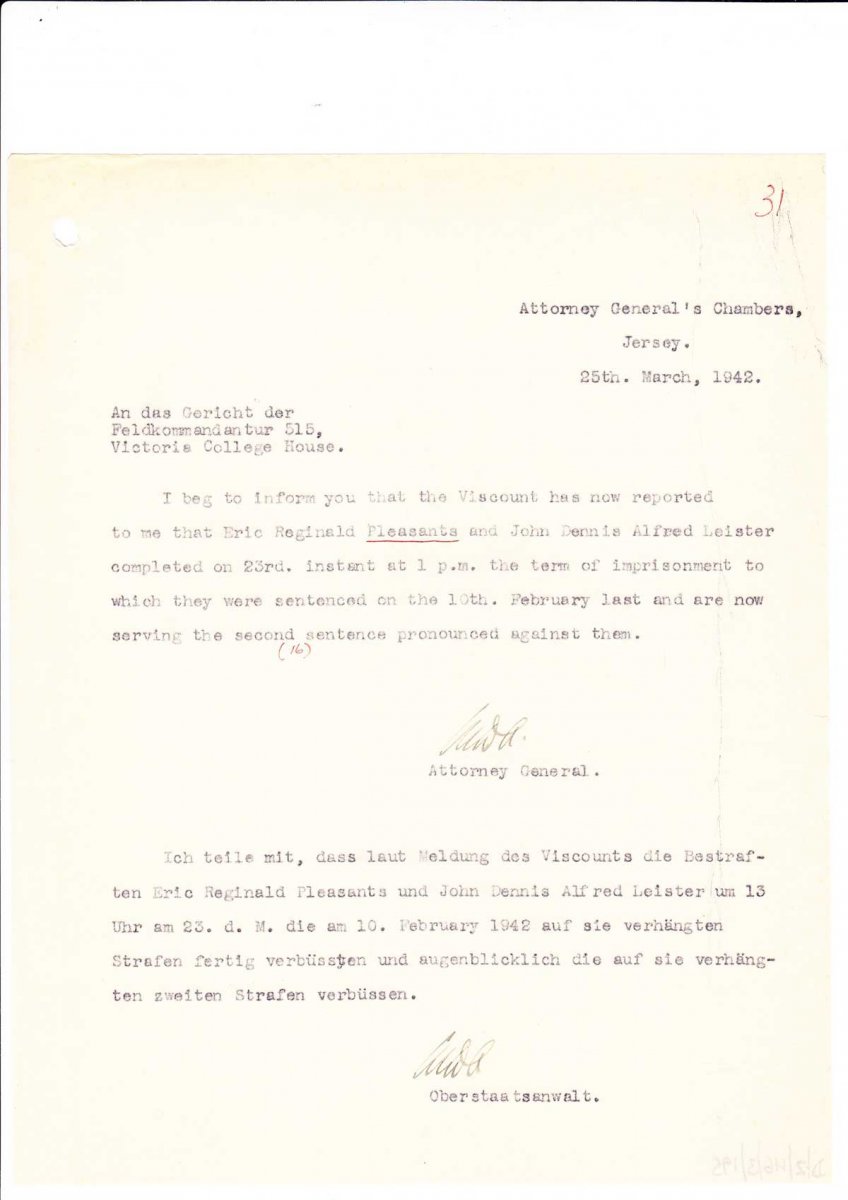 31
Attorney General's Chambers,
Jersey.
25th. March, 1942.
An das Gericht der
Feldkommandantur 515,
Victoria College House.
I beg to inform you that the Viscount has now reported
to me that Eric Reginald Pleasants and John Dennis Alfred Leister
completed on 23rd. instant at 1 p.m. the term of imprisonment to
which they were sentenced on the 10th. February last and are now
serving the second sentence pronounced against them.
(16)
Attorney General.
Ich teile mit, dass laut Meldung des Viscounts die Bestraf-
ten Eric Reginald Pleasants und John Dennis Alfred Leister um 13
Uhr am 23. d. M. die am 10. February 1942 auf sie verhängten
Strafen fertig verbüssten und augenblicklich die auf sie verhäng-
ten zweiten Strafen verbüssen.
Oberstaatsanwalt.